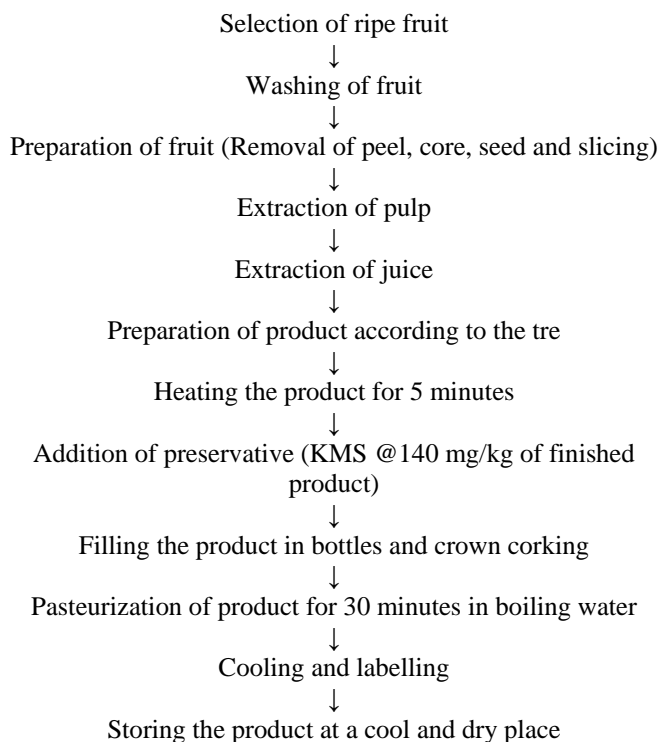 Selection of ripe fruit
↓
Washing of fruit
↓
Preparation of fruit (Removal of peel, core, seed and slicing)
↓
Extraction of pulp
↓
Extraction of juice
↓
Preparation of product according to the tre
↓
Heating the product for 5 minutes
↓
Addition of preservative (KMS @140 mg/kg of finished
product)
↓
Filling the product in bottles and crown corking
↓
Pasteurization of product for 30 minutes in boiling water
↓
Cooling and labelling
↓
Storing the product at a cool and dry place